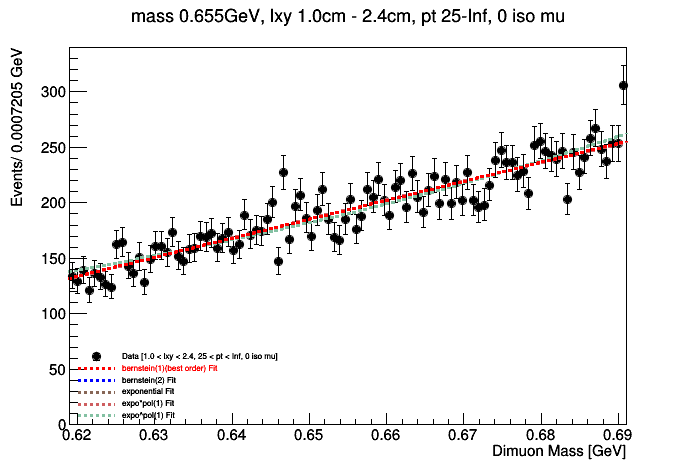 mass 0.655GeV, lxy 1.0cm - 2.4cm, pt 25-Inf, 0 iso mu
Events/ 0.0007205 GeV
300
250
200
150
100
50
0
Data [1.0 < lxy < 2.4, 25 < pt < Inf, 0 iso mu]
bernstein(1)(best order) Fit
bernstein(2) Fit
exponential Fit
expo*pol(1) Fit
expo^pol(1) Fit
0.62 0.63 0.64 0.65 0.66 0.67 0.68 0.69
Dimuon Mass [GeV]